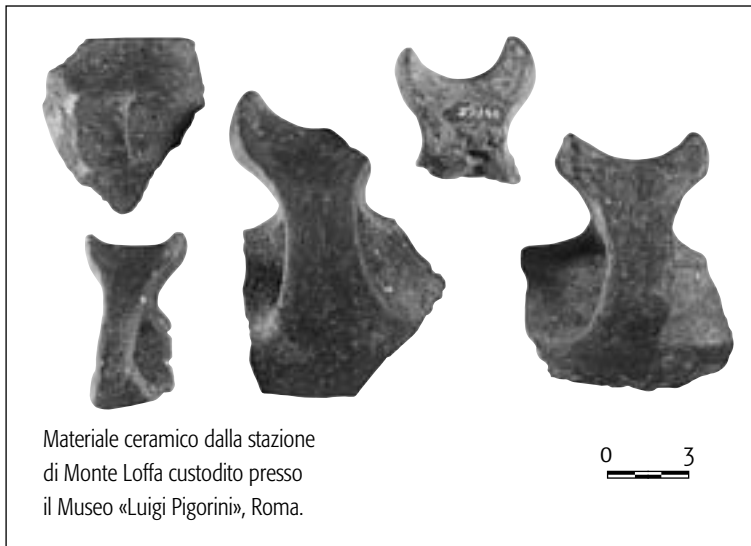 Materiale ceramico dalla stazione
di Monte Loffa custodito presso
il Museo «Luigi Pigorini», Roma.
0 3